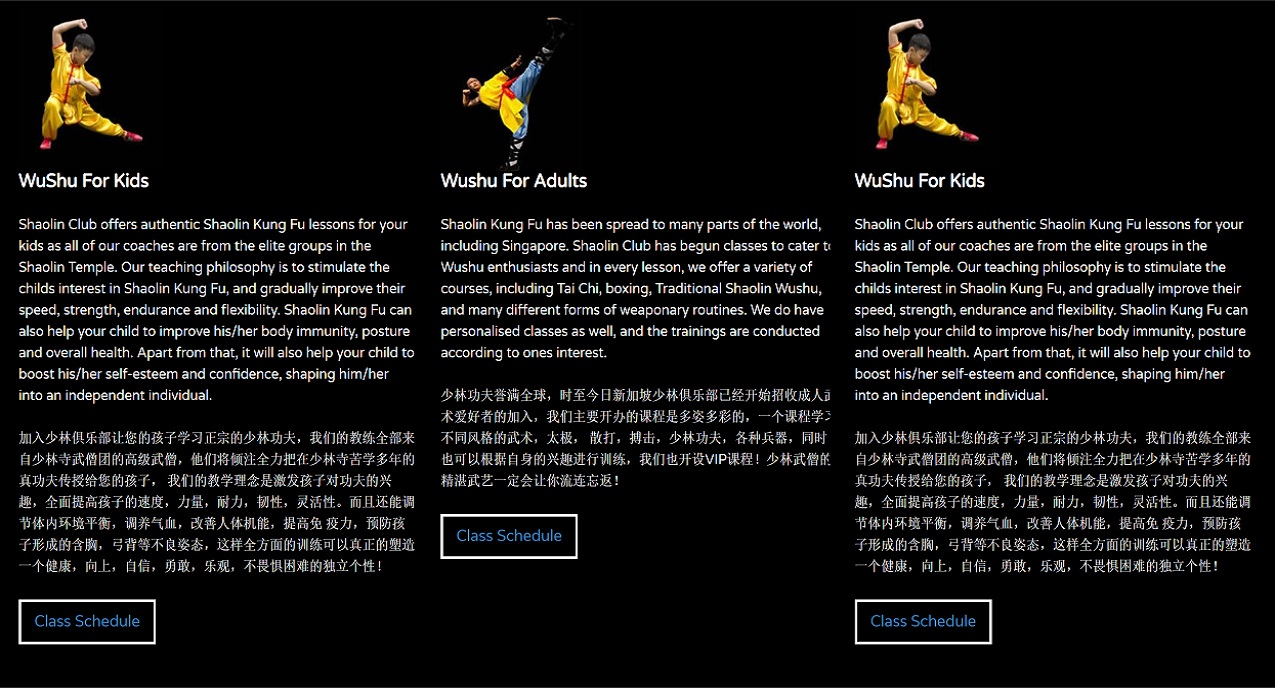 WuShu For Kids
Shaolin Club offers authentic Shaolin Kung Fu lessons for your
kids as all of our coaches are from the elite groups in the
Shaolin Temple. Our teaching philosophy is to stimulate the
childs interest in Shaolin Kung Fu, and gradually improve their
speed, strength, endurance and flexibility. Shaolin Kung Fu can
also help your child to improve his/her body immunity, posture
and overall health. Apart from that, it will also help your child to
boost his/her self-esteem and confidence, shaping him/her
into an independent individual.
加入少林俱乐部让您的孩子学习正宗的少林功夫，我们的教练全部来
自少林寺武僧团的高级武僧，他们将倾注全力把在少林寺苦学多年的
真功夫传授给您的孩子， 我们的教学理念是激发孩子对功夫的兴
趣，全面提高孩子的速度，力量，耐力，韧性，灵活性。而且还能调
节体内环境平衡，调养气血，改善人体机能，提高免 疫力，预防孩
子形成的含胸，弓背等不良姿态，这样全方面的训练可以真正的塑造
一个健康，向上，自信，勇敢，乐观，不畏惧困难的独立个性！
Class Schedule
Wushu For Adults
Shaolin Kung Fu has been spread to many parts of the world,
including Singapore. Shaolin Club has begun classes to cater to
Wushu enthusiasts and in every lesson, we offer a variety of
courses, including Tai Chi, boxing, Traditional Shaolin Wushu,
and many different forms of weaponary routines. We do have
personalised classes as well, and the trainings are conducted
according to ones interest.
少林功夫誉满全球，时至今日新加坡少林俱乐部已经开始招收成人武
术爱好者的加入，我们主要开办的课程是多姿多彩的，一个课程学习
不同风格的武术，太极， 散打，搏击，少林功夫，各种兵器，同时
也可以根据自身的兴趣进行训练，我们也开设VIP课程！少林武僧的
精湛武艺一定会让你流连忘返！
Class Schedule
WuShu For Kids
Shaolin Club offers authentic Shaolin Kung Fu lessons for your
kids as all of our coaches are from the elite groups in the
Shaolin Temple. Our teaching philosophy is to stimulate the
childs interest in Shaolin Kung Fu, and gradually improve their
speed, strength, endurance and flexibility. Shaolin Kung Fu can
also help your child to improve his/her body immunity, posture
and overall health. Apart from that, it will also help your child to
boost his/her self-esteem and confidence, shaping him/her
into an independent individual.
加入少林俱乐部让您的孩子学习正宗的少林功夫，我们的教练全部来
自少林寺武僧团的高级武僧，他们将倾注全力把在少林寺苦学多年的
真功夫传授给您的孩子， 我们的教学理念是激发孩子对功夫的兴
趣，全面提高孩子的速度，力量，耐力，韧性，灵活性。而且还能调
节体内环境平衡，调养气血，改善人体机能，提高免 疫力，预防孩
子形成的含胸，弓背等不良姿态，这样全方面的训练可以真正的塑造
一个健康，向上，自信，勇敢，乐观，不畏惧困难的独立个性！
Class Schedule